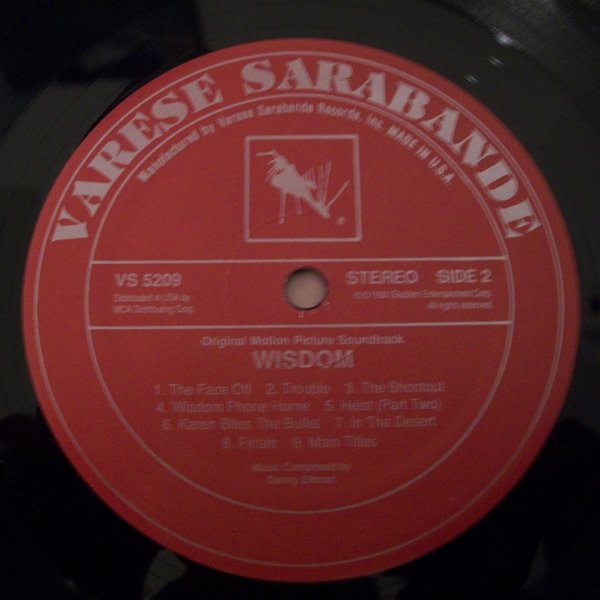 VARESE SARABANDE
Manufactured by Varese Sarabande Records, Inc. MADE IN U.S.A.
VS 5209
Distributed in USA by
MCA Distributing Corp.
STEREO SIDE 2
Entertainment Corp.
All rights reserved.
Original Motion Picture Soundtrack
WISDOM
1. The Face Off 2. Trouble 3. The Shootout
4. Wisdom Phone Home 5. Heist (Part Two)
6. Karen Bites The Bullet 7. In The Desert
8. Finale 9. Main Titles
Music Composed by
Danny Elfman